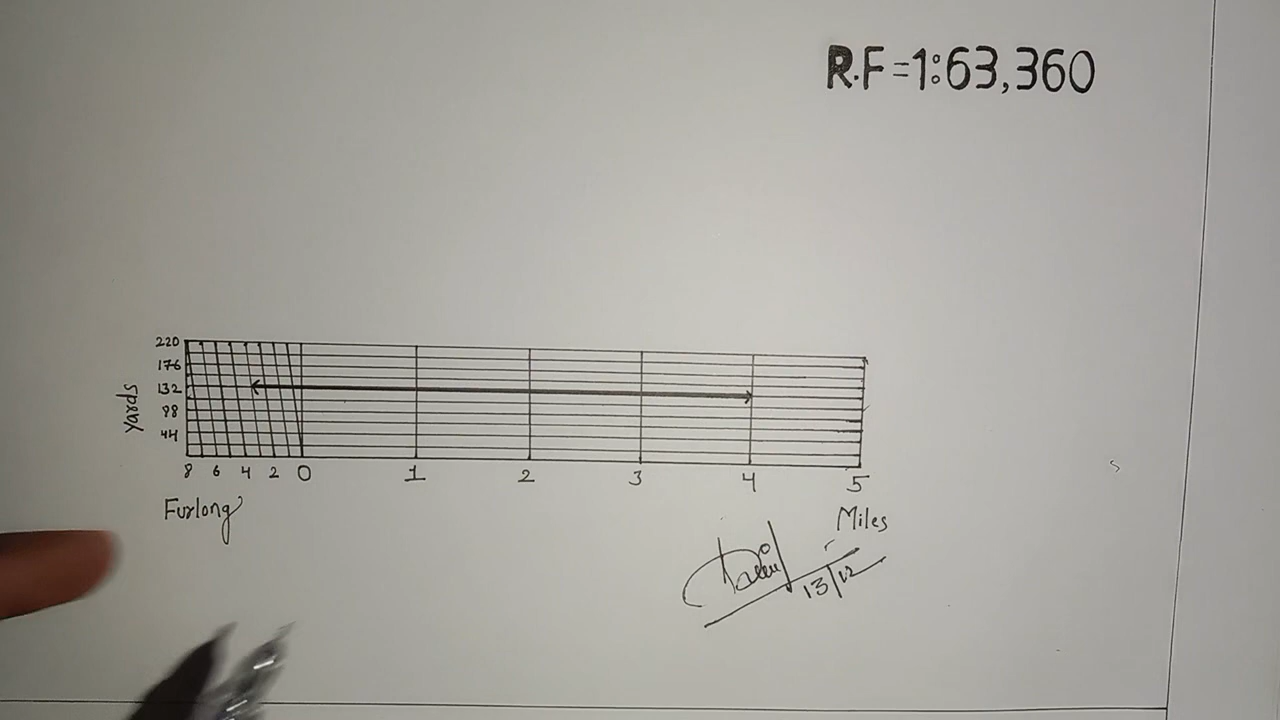 R.F=1:63,360
220
176
132
98
44
Yards
8 6 4 2 0 1 2 3 4 5
Furlong
Miles
13/12